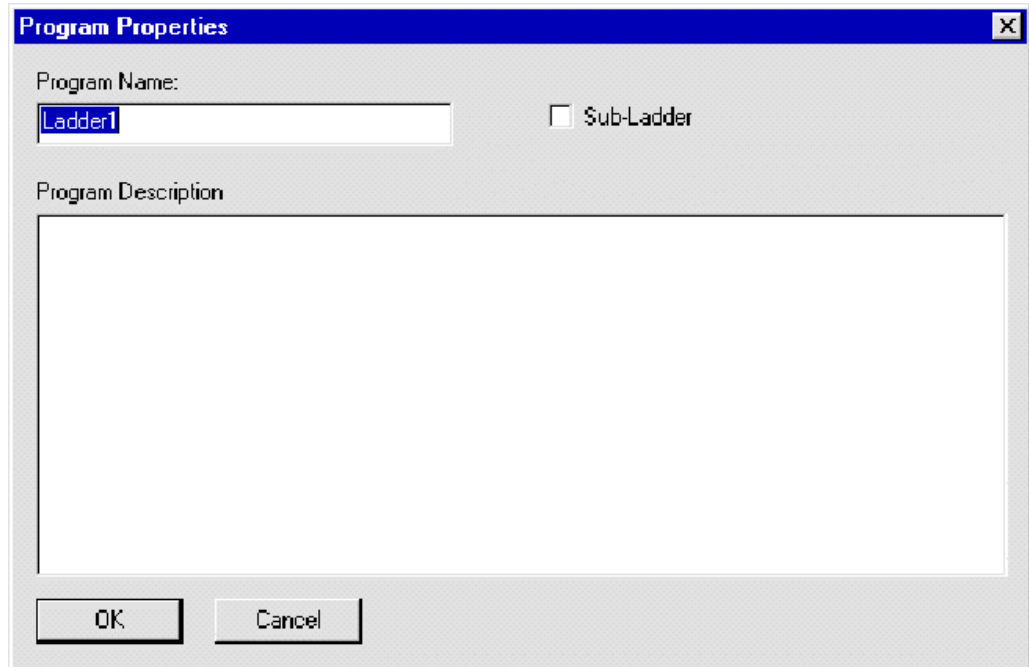 Program Properties
Program Name:
Ladder1
Sub-Ladder
Program Description
OK
Cancel